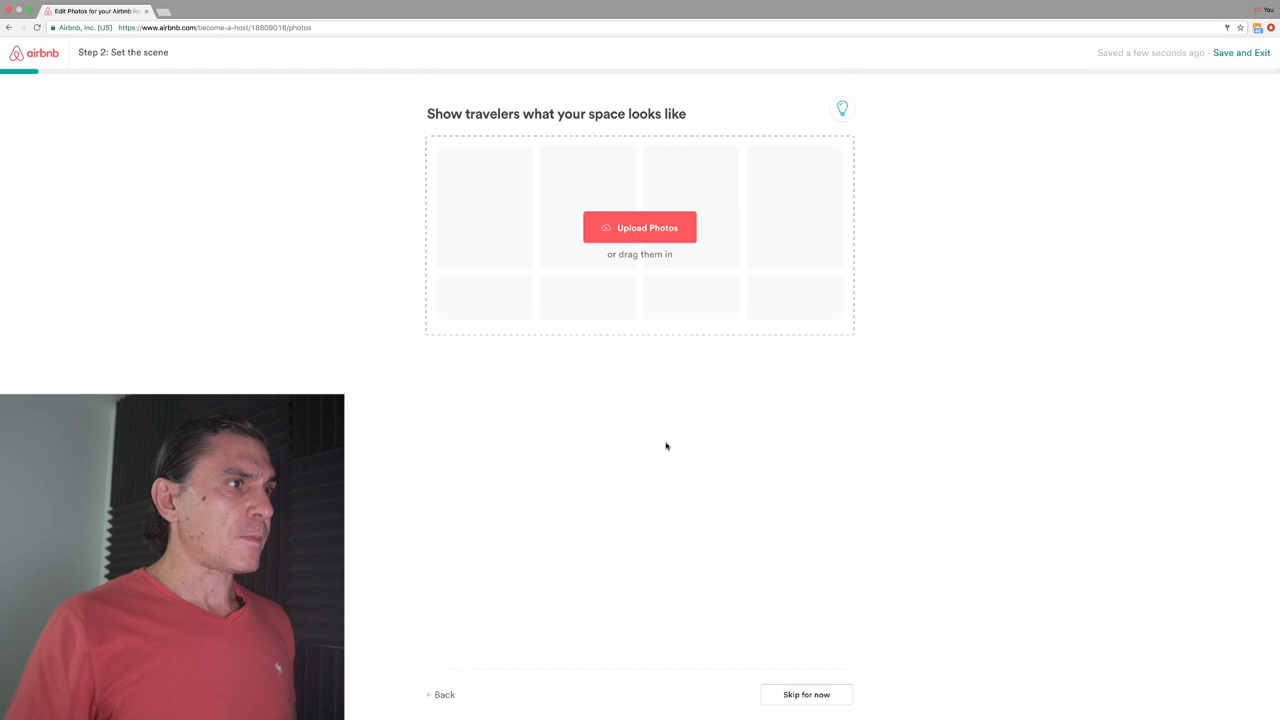 Edit Photos for your Airbnb Re
You
Airbnb, Inc. [US]
https://www.airbnb.com/become-a-host/18809016/photos
airbnb
Step 2: Set the scene
Saved a few seconds ago
Save and Exit
Show travelers what your space looks like
Upload Photos
or drag them in
Back
Skip for now